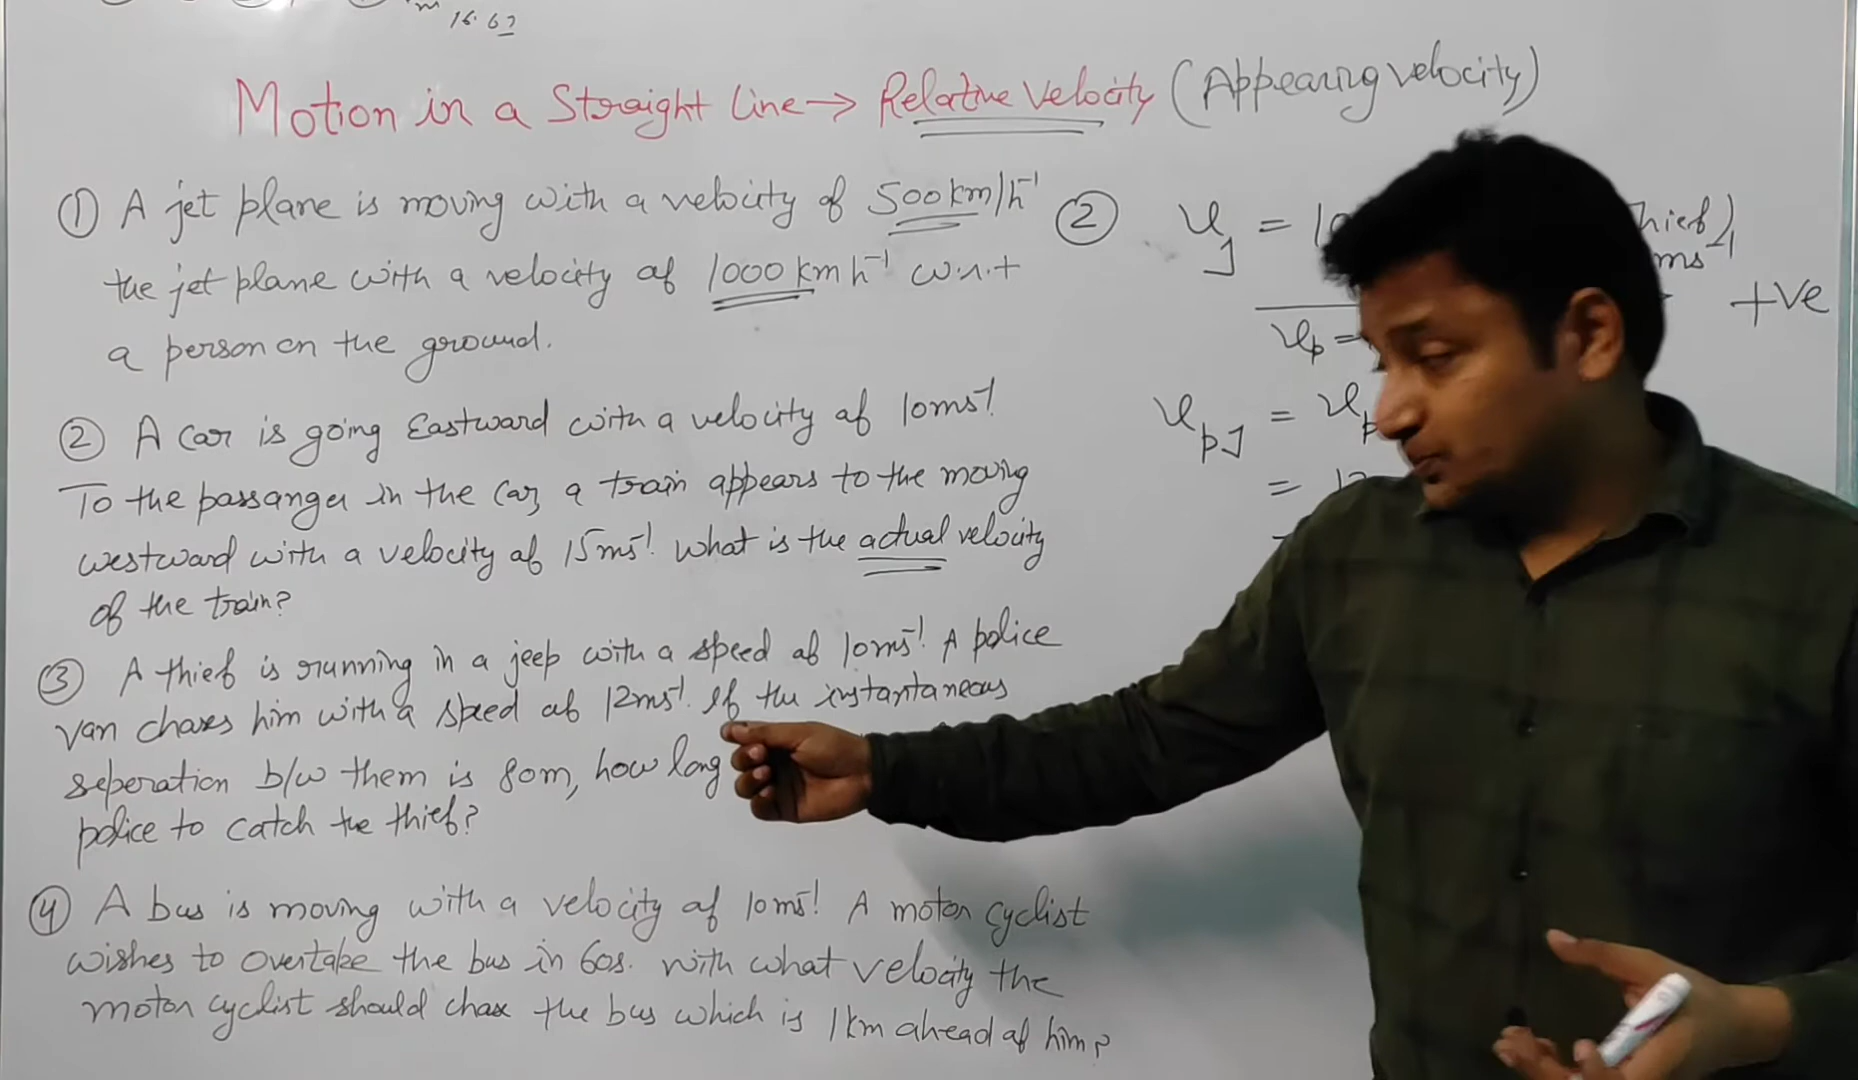 16.67
Motion in a Straight Line → Relative Velocity (Appearing velocity)
① A jet plane is moving with a velocity of 500km/h⁻¹
the jet plane with a velocity of 1000 km h⁻¹ w.r.t
a person on the ground.
② A car is going Eastward with a velocity of 10ms⁻¹.
To the passanger in the car, a train appears to the moving
westward with a velocity of 15ms⁻¹. what is the actual velocity
of the train?
③ A thief is running in a jeep with a speed of 10ms⁻¹. A police
van chases him with a speed of 12ms⁻¹. If the instantaneous
seperation b/w them is 80m, how long
police to catch the thief?
④ A bus is moving with a velocity of 10ms⁻¹. A motor cyclist
wishes to overtake the bus in 60s. with what velocity the
motor cyclist should chase the bus which is 1km ahead of him?
② v_J =
ms⁻¹
+ve
v_p =
v_pJ = v_p
=